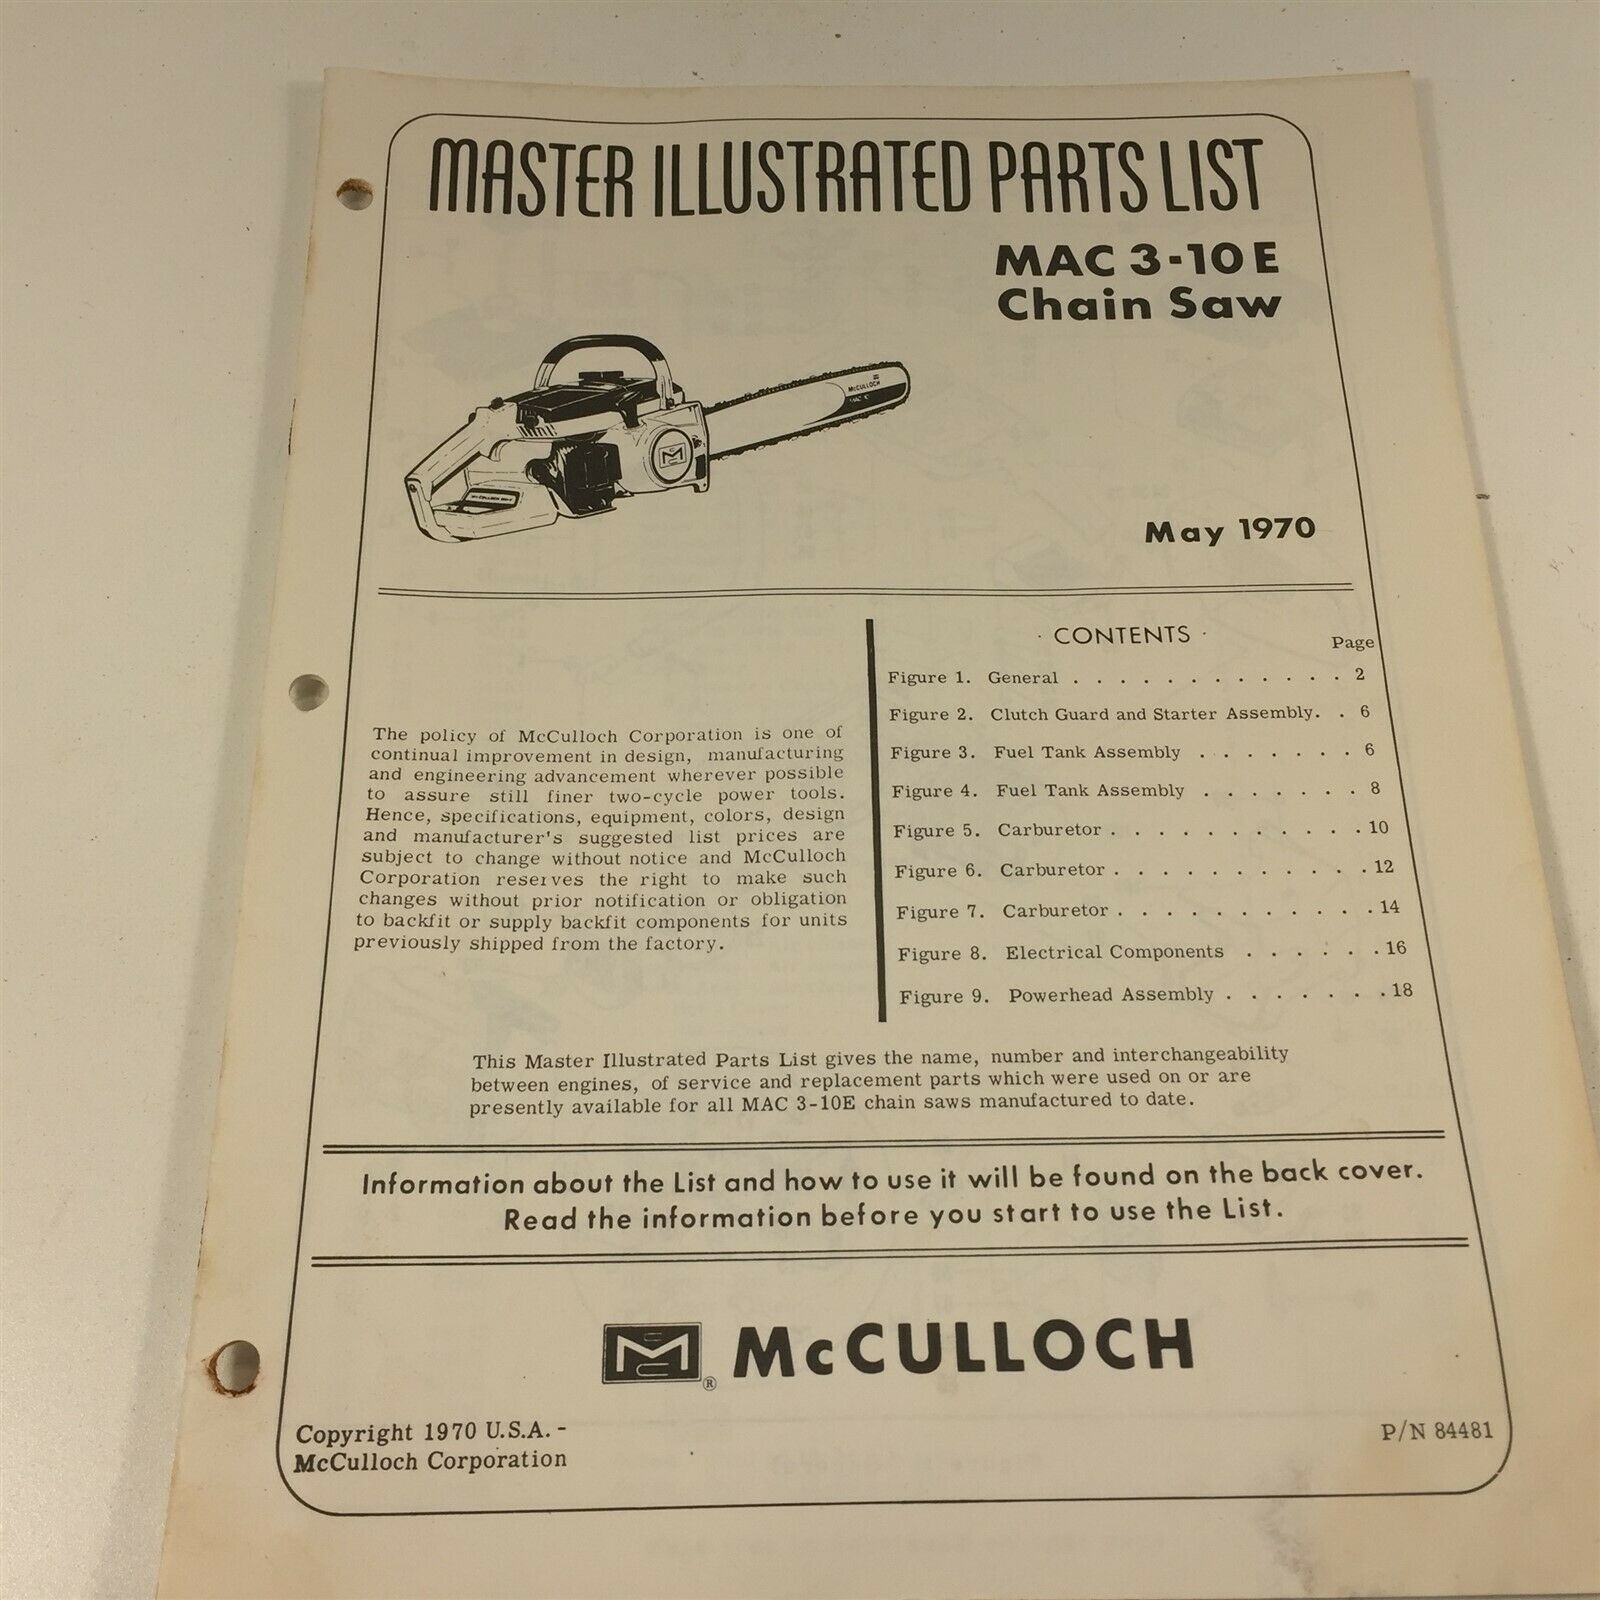 MASTER ILLUSTRATED PARTS LIST
MAC 3-10E
Chain Saw
McCULLOCH
May 1970
The policy of McCulloch Corporation is one of
continual improvement in design, manufacturing
and engineering advancement wherever possible
to assure still finer two-cycle power tools.
Hence, specifications, equipment, colors, design
and manufacturer's suggested list prices are
subject to change without notice and McCulloch
Corporation reserves the right to make such
changes without prior notification or obligation
to backfit or supply backfit components for units
previously shipped from the factory.
· CONTENTS ·
Page
Figure 1. General . . . . . . . . . . . . 2
Figure 2. Clutch Guard and Starter Assembly. . 6
Figure 3. Fuel Tank Assembly . . . . . . . 6
Figure 4. Fuel Tank Assembly . . . . . . . 8
Figure 5. Carburetor . . . . . . . . . . . 10
Figure 6. Carburetor . . . . . . . . . . . 12
Figure 7. Carburetor . . . . . . . . . . . 14
Figure 8. Electrical Components . . . . . . 16
Figure 9. Powerhead Assembly . . . . . . . 18
This Master Illustrated Parts List gives the name, number and interchangeability
between engines, of service and replacement parts which were used on or are
presently available for all MAC 3-10E chain saws manufactured to date.
Information about the List and how to use it will be found on the back cover.
Read the information before you start to use the List.
M ® McCULLOCH
Copyright 1970 U.S.A. -
McCulloch Corporation
P/N 84481